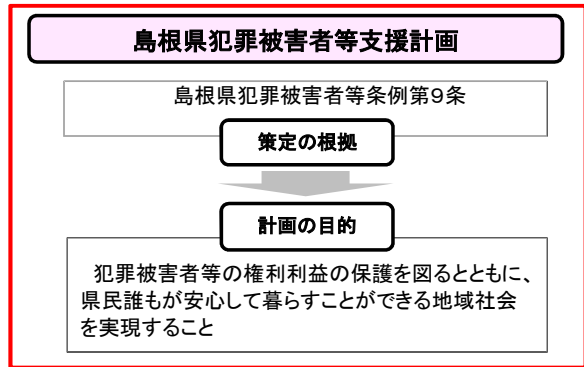 島根県犯罪被害者等支援計画
島根県犯罪被害者等条例第９条
策定の根拠
計画の目的
犯罪被害者等の権利利益の保護を図るとともに、
県民誰もが安心して暮らすことができる地域社会
を実現すること